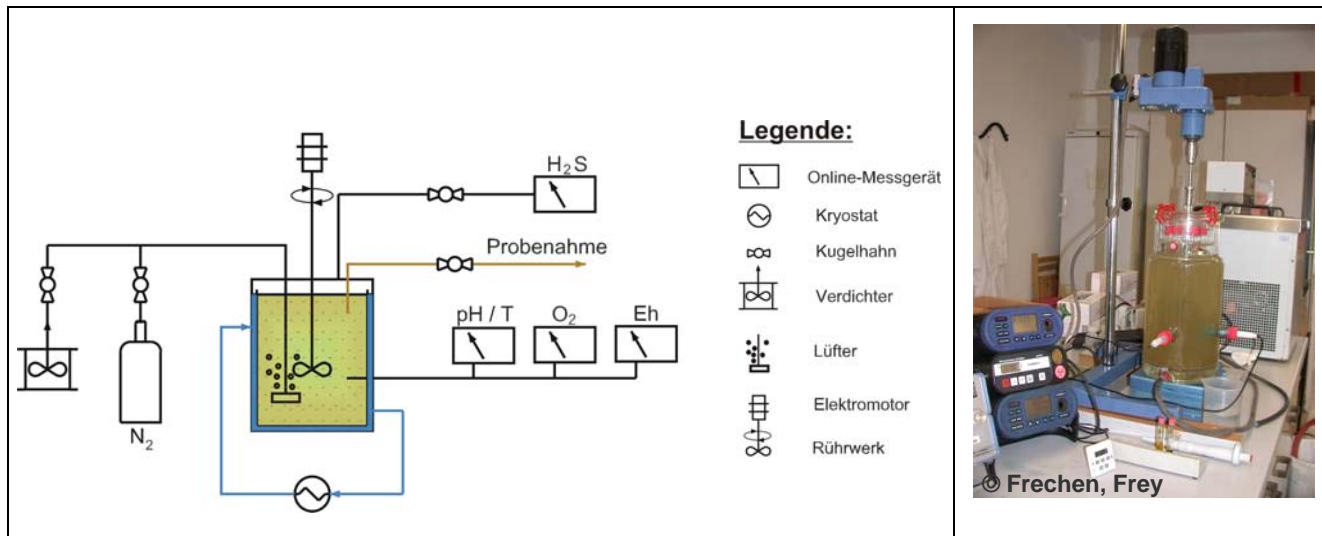 H₂S
Probenahme
pH / T
O₂
Eh
N₂
Legende:
Online-Messgerät
Kryostat
Kugelhahn
Verdichter
Lüfter
Elektromotor
Rührwerk
© Frechen, Frey